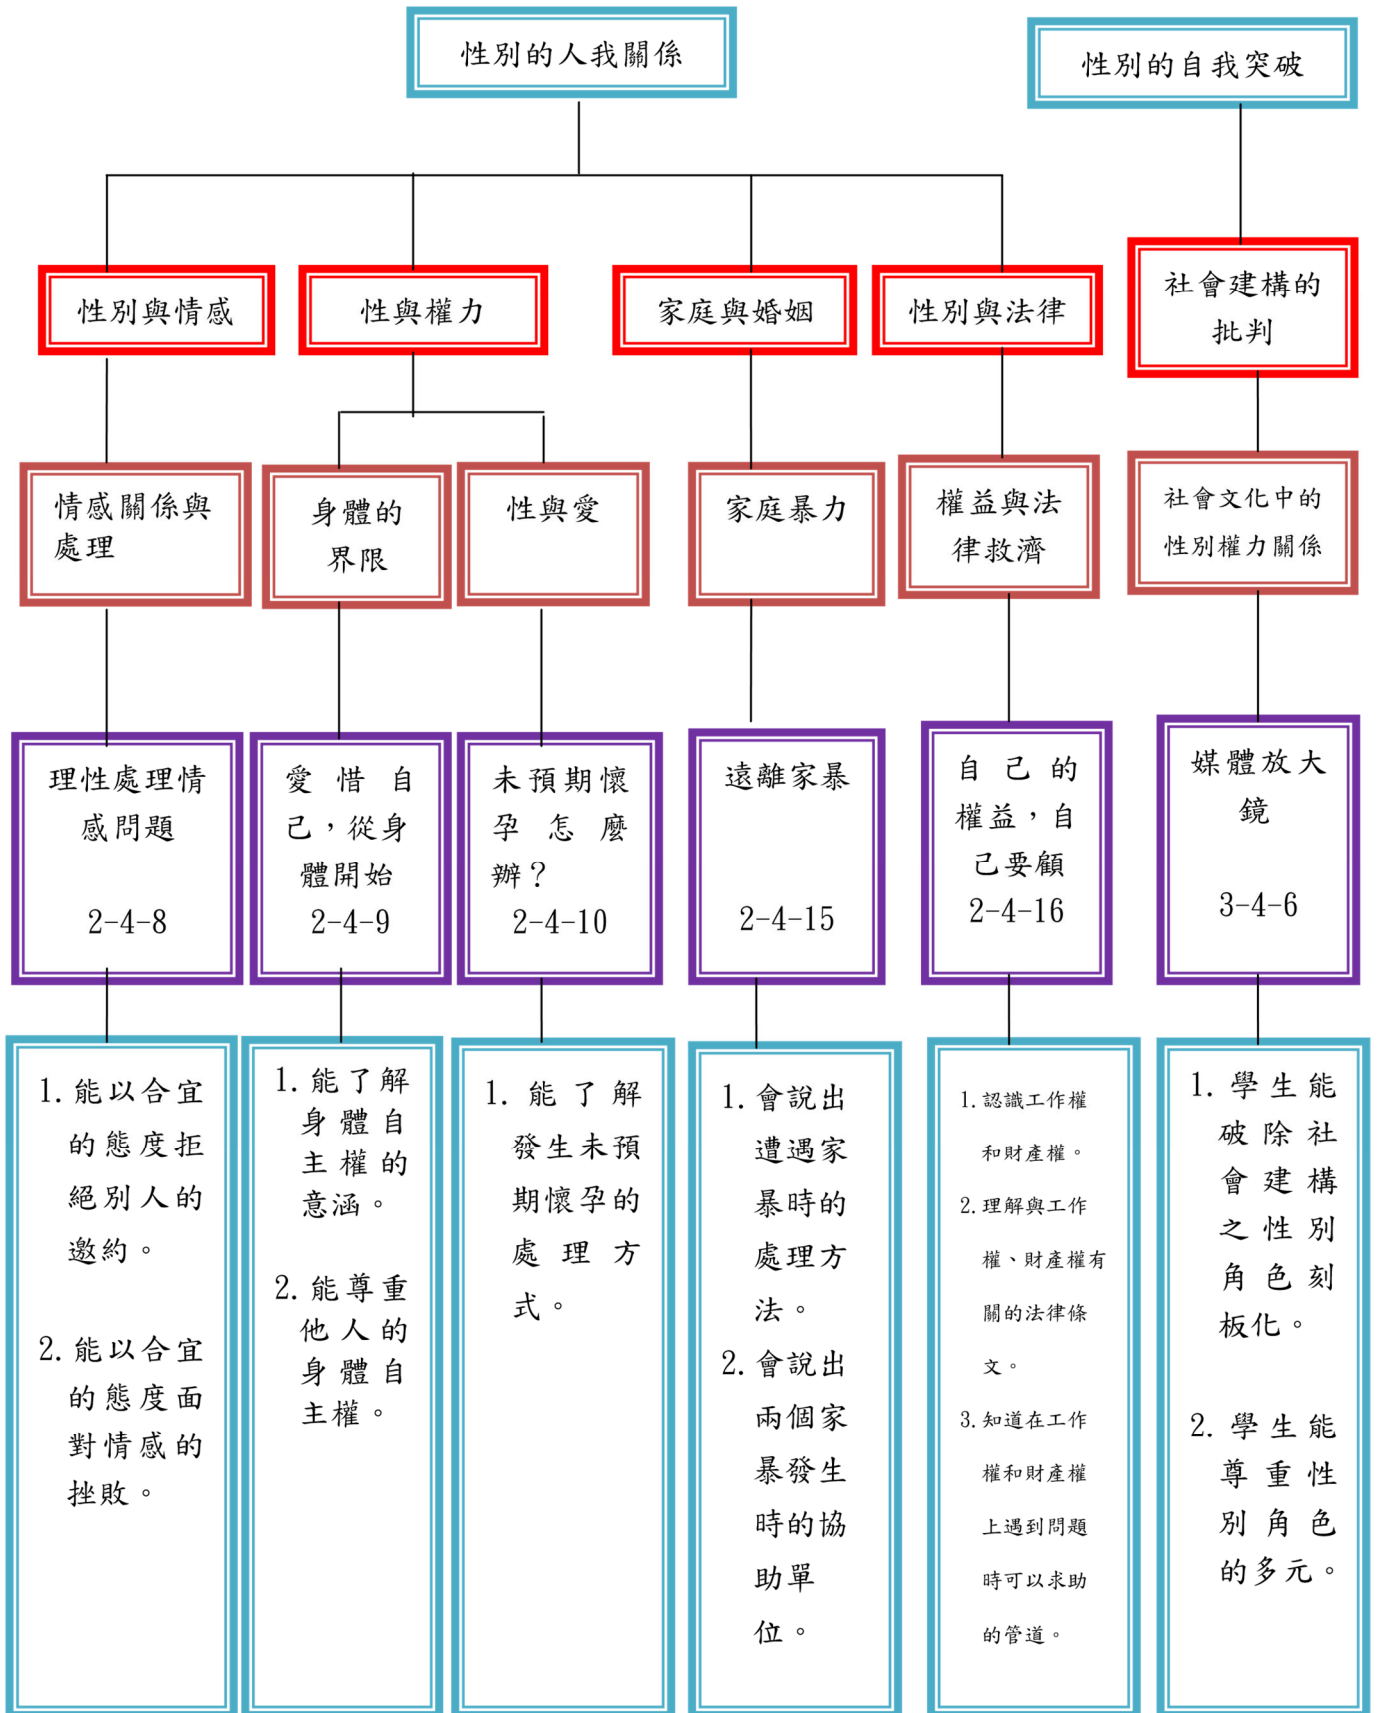 性別的人我關係
性別的自我突破
性別與情感
性與權力
家庭與婚姻
性別與法律
社會建構的
批判
情感關係與
處理
身體的
界限
性與愛
家庭暴力
權益與法
律救濟
社會文化中的
性別權力關係
理性處理情
感問題
2-4-8
愛惜自
己，從身
體開始
2-4-9
未預期懷
孕怎麼
辦？
2-4-10
遠離家暴
2-4-15
自己的
權益，自
己要顧
2-4-16
媒體放大
鏡
3-4-6
1. 能以合宜
的態度拒
絕別人的
邀約。
2. 能以合宜
的態度面
對情感的
挫敗。
1. 能了解
身體自
主權的
意涵。
2. 能尊重
他人的
身體自
主權。
1. 能了解
發生未預
期懷孕的
處理方
式。
1. 會說出
遭遇家
暴時的
處理方
法。
2. 會說出
兩個家
暴發生
時的協
助單
位。
1. 認識工作權
和財產權。
2. 理解與工作
權、財產權有
關的法律條
文。
3. 知道在工作
權和財產權
上遇到問題
時可以求助
的管道。
1. 學生能
破除社
會建構
之性別
角色刻
板化。
2. 學生能
尊重性
別角色
的多元。